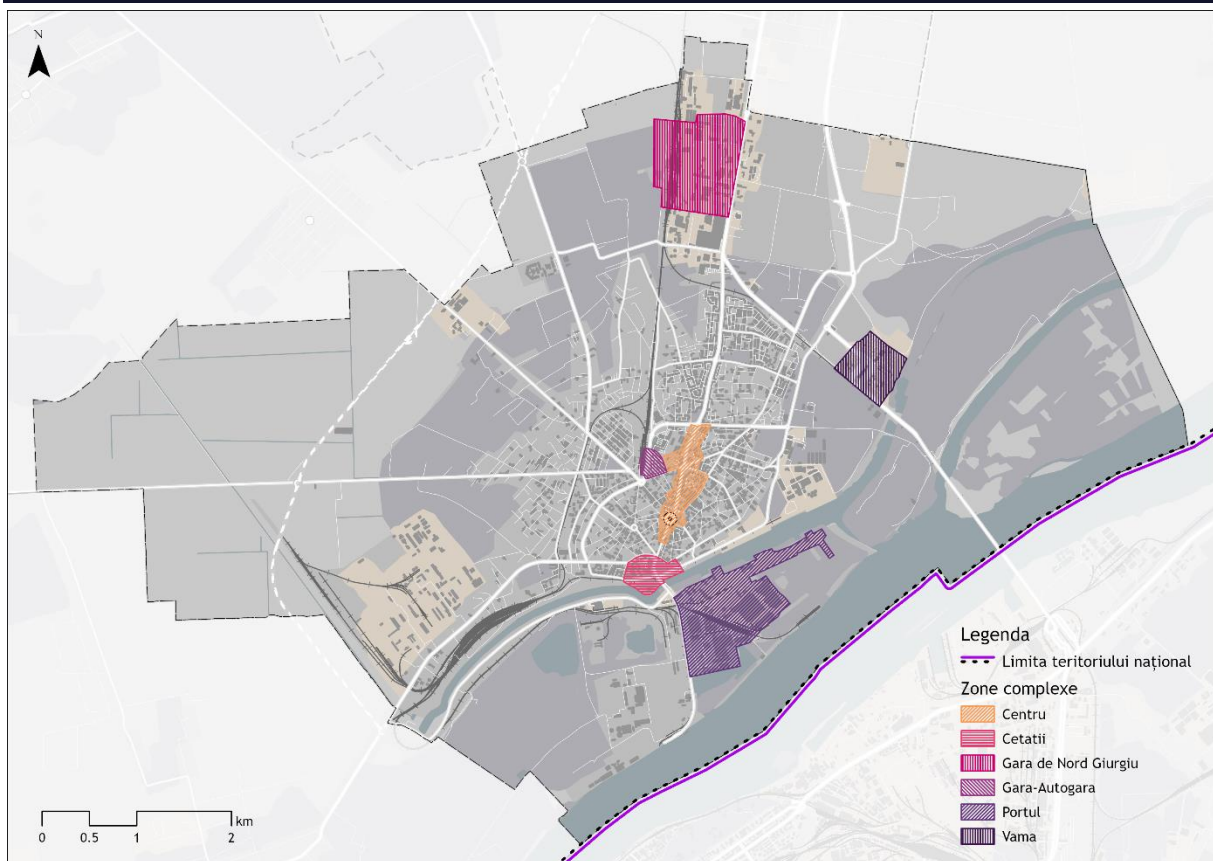 N
Legenda
Limita teritoriului național
Zone complexe
Centru
Cetatii
Gara de Nord Giurgiu
Gara-Autogara
Portul
Vama
km
0 0.5 1 2